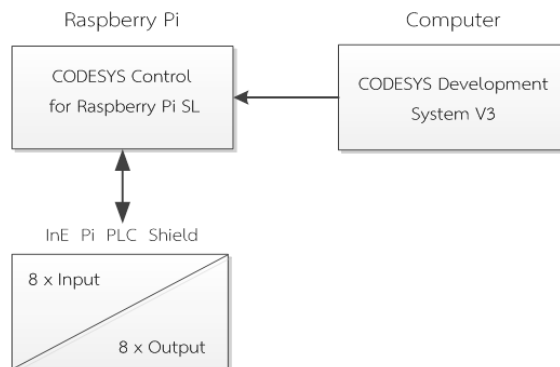 Raspberry Pi
Computer
CODESYS Control
for Raspberry Pi SL
CODESYS Development
System V3
InE Pi PLC Shield
8 x Input
8 x Output